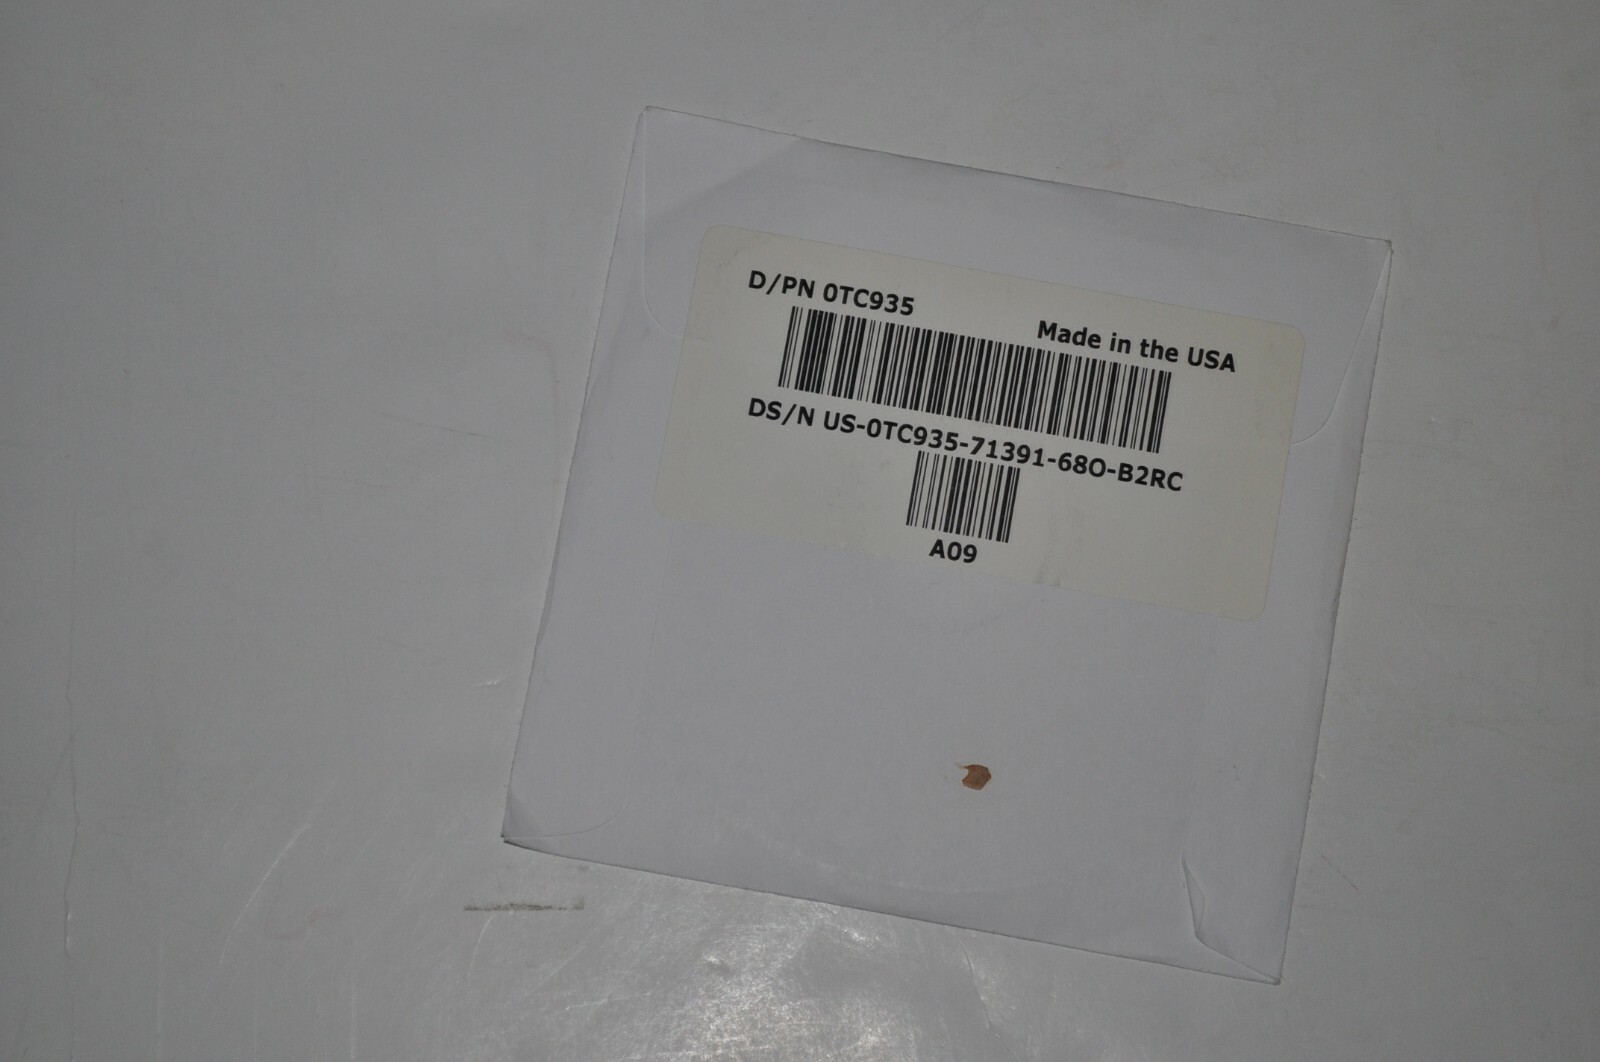 D/PN 0TC935
Made in the USA
DS/N US-0TC935-71391-68O-B2RC
A09